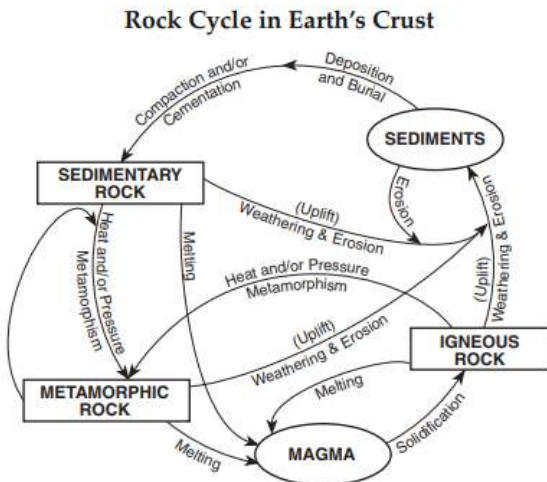 Rock Cycle in Earth's Crust
Deposition
and Burial
Compaction and/or
Cementation
SEDIMENTS
SEDIMENTARY
ROCK
Erosion
(Uplift)
Weathering & Erosion
(Uplift)
Weathering & Erosion
Heat and/or Pressure
Metamorphism
Melting
Heat and/or Pressure
Metamorphism
(Uplift)
Weathering & Erosion
IGNEOUS
ROCK
METAMORPHIC
ROCK
Melting
Solidification
Melting
MAGMA